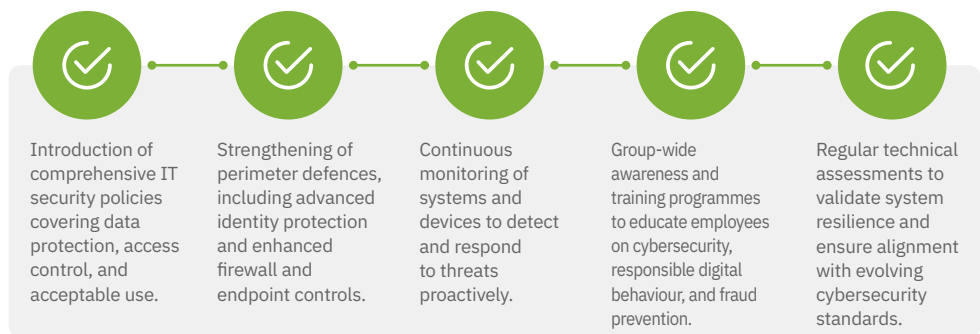 Introduction of
comprehensive IT
security policies
covering data
protection, access
control, and
acceptable use.
Strengthening of
perimeter defences,
including advanced
identity protection
and enhanced
firewall and
endpoint controls.
Continuous
monitoring of
systems and
devices to detect
and respond
to threats
proactively.
Group-wide
awareness and
training programmes
to educate employees
on cybersecurity,
responsible digital
behaviour, and fraud
prevention.
Regular technical
assessments to
validate system
resilience and
ensure alignment
with evolving
cybersecurity
standards.